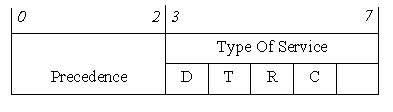 0 2 3 7
Type Of Service
Precedence D T R C